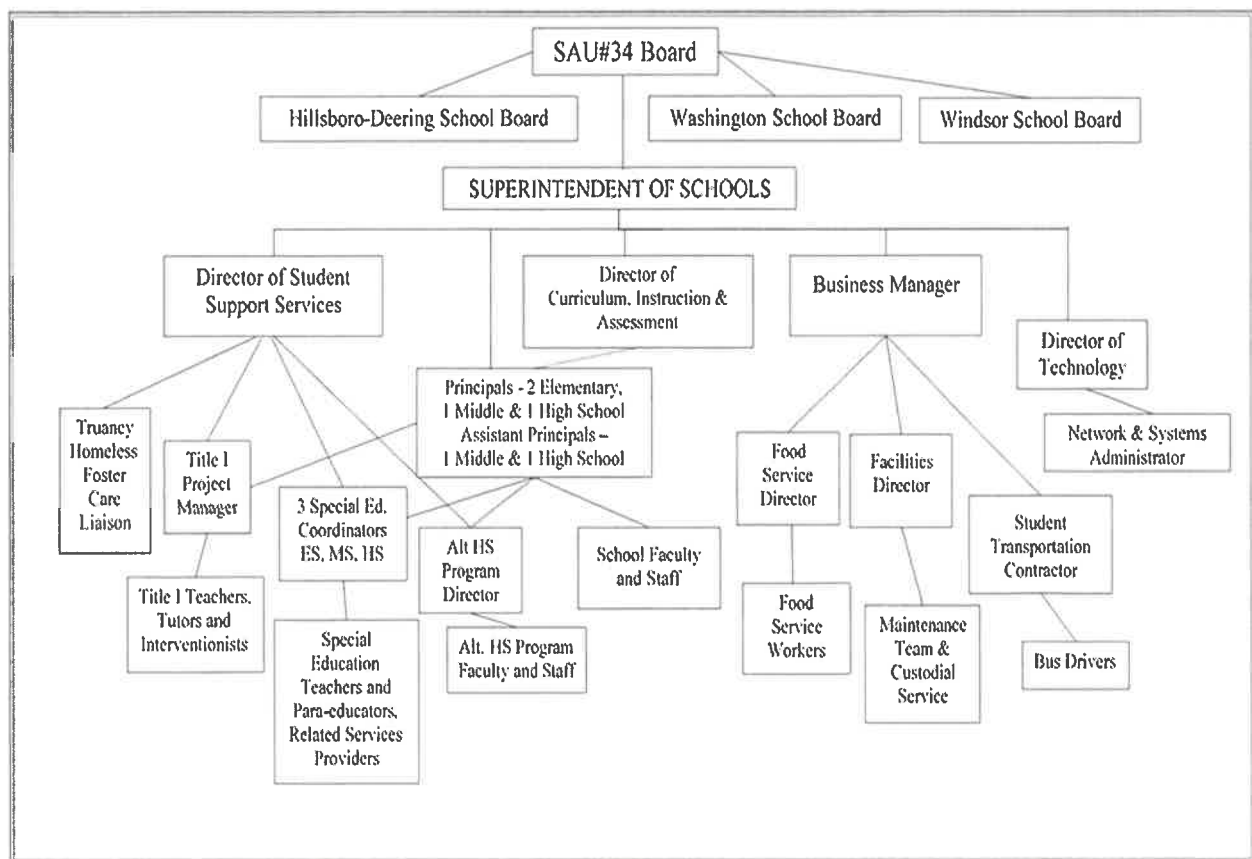 SAU#34 Board
Hillsboro-Deering School Board
Washington School Board
Windsor School Board
SUPERINTENDENT OF SCHOOLS
Director of Student
Support Services
Director of
Curriculum, Instruction &
Assessment
Business Manager
Director of
Technology
Principals - 2 Elementary,
1 Middle & 1 High School
Assistant Principals –
1 Middle & 1 High School
Network & Systems
Administrator
Truancy
Homeless
Foster
Care
Liaison
Title I
Project
Manager
3 Special Ed.
Coordinators
ES, MS, HS
Alt HS
Program
Director
School Faculty
and Staff
Food
Service
Director
Facilities
Director
Student
Transportation
Contractor
Title I Teachers,
Tutors and
Interventionists
Special
Education
Teachers and
Para-educators,
Related Services
Providers
Alt. HS Program
Faculty and Staff
Food
Service
Workers
Maintenance
Team &
Custodial
Service
Bus Drivers